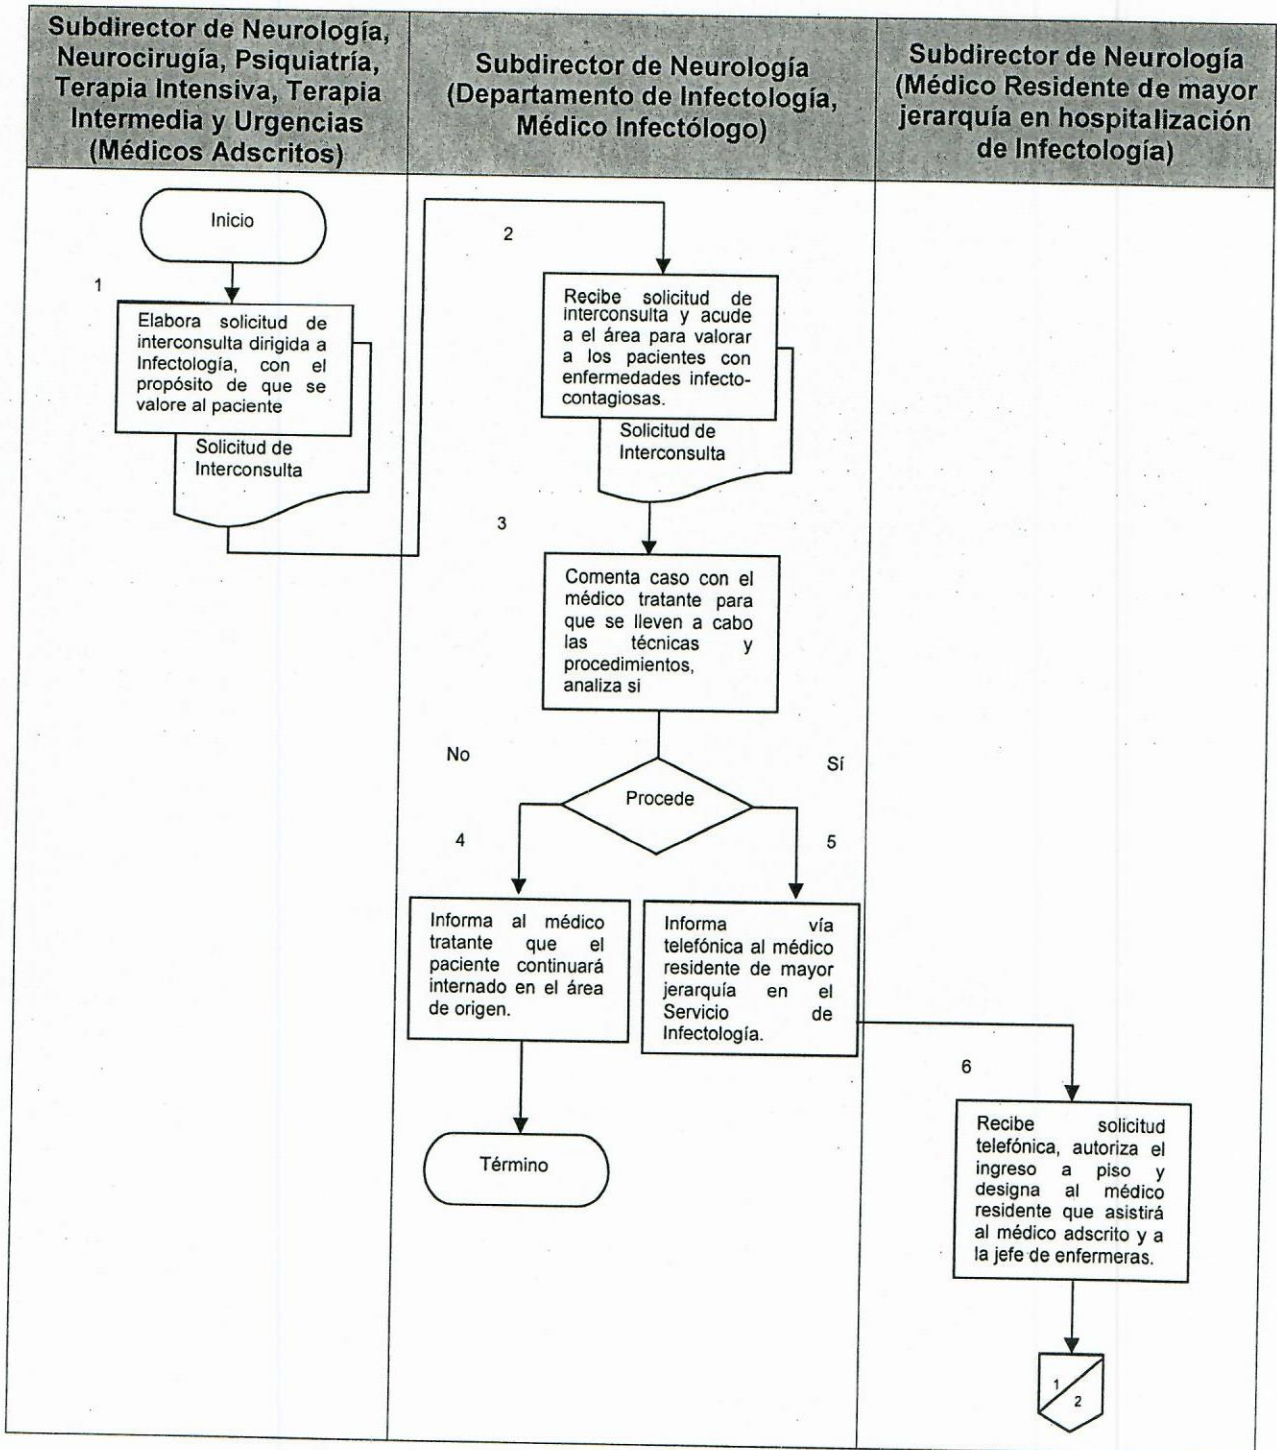 Subdirector de Neurología,
Neurocirugía, Psiquiatría,
Terapia Intensiva, Terapia
Intermedia y Urgencias
(Médicos Adscritos)
Subdirector de Neurología
(Departamento de Infectología,
Médico Infectólogo)
Subdirector de Neurología
(Médico Residente de mayor
jerarquía en hospitalización
de Infectología)
Inicio
1
Elabora solicitud de
interconsulta dirigida a
Infectología, con el
propósito de que se
valore al paciente
Solicitud de
Interconsulta
2
Recibe solicitud de
interconsulta y acude
a el área para valorar
a los pacientes con
enfermedades infecto-
contagiosas.
Solicitud de
Interconsulta
3
Comenta caso con el
médico tratante para
que se lleven a cabo
las técnicas y
procedimientos,
analiza si
No
Procede
Sí
4
Informa al médico
tratante que el
paciente continuará
internado en el área
de origen.
Término
5
Informa vía
telefónica al médico
residente de mayor
jerarquía en el
Servicio de
Infectología.
6
Recibe solicitud
telefónica, autoriza el
ingreso a piso y
designa al médico
residente que asistirá
al médico adscrito y a
la jefe de enfermeras.
1
2